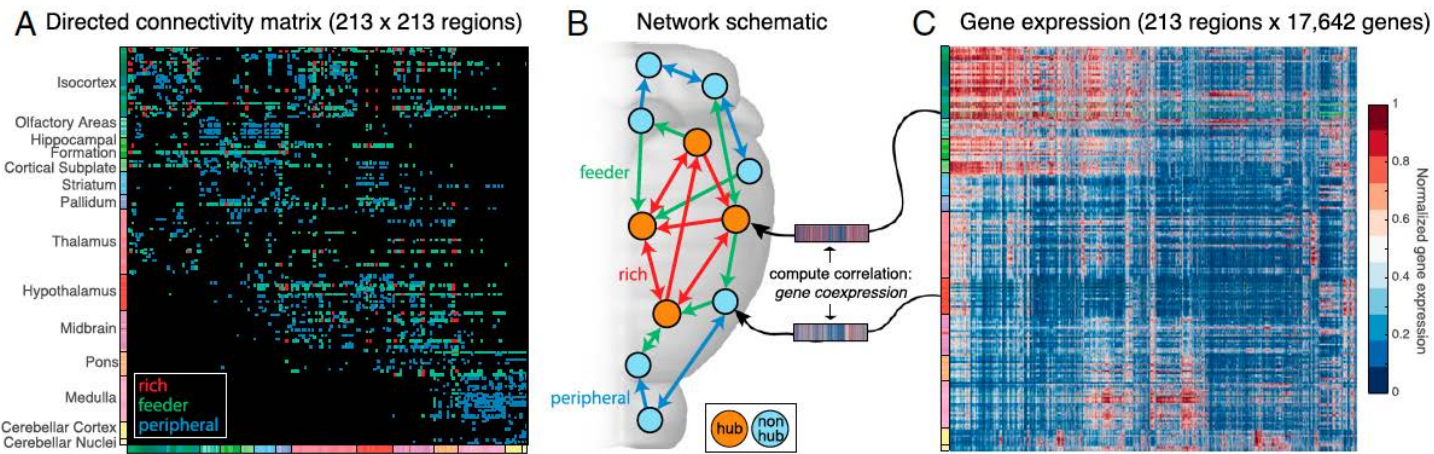 A Directed connectivity matrix (213 x 213 regions)
Isocortex
Olfactory Areas
Hippocampal
Formation
Cortical Subplate
Striatum
Pallidum
Thalamus
Hypothalamus
Midbrain
Pons
Medulla
Cerebellar Cortex
Cerebellar Nuclei
rich
feeder
peripheral
B Network schematic
feeder
rich
peripheral
hub
non
hub
compute correlation:
gene coexpression
C Gene expression (213 regions x 17,642 genes)
1
0.8
0.6
0.4
0.2
0
Normalized gene expression